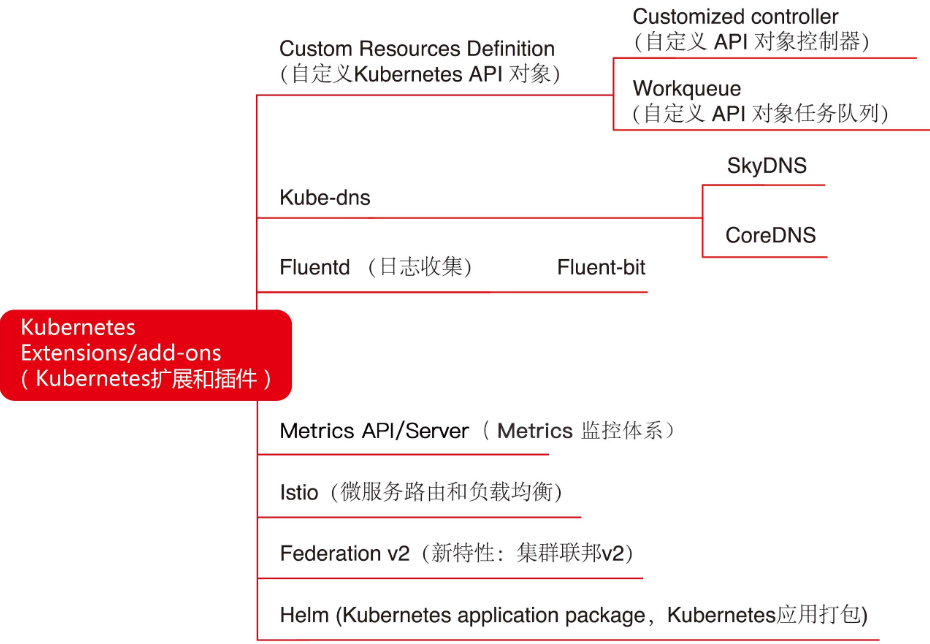 Customized controller
（自定义 API 对象控制器）
Custom Resources Definition
（自定义Kubernetes API 对象）
Workqueue
（自定义 API 对象任务队列）
SkyDNS
Kube-dns
CoreDNS
Fluentd （日志收集） Fluent-bit
Kubernetes
Extensions/add-ons
（Kubernetes扩展和插件）
Metrics API/Server （ Metrics 监控体系）
Istio（微服务路由和负载均衡）
Federation v2（新特性：集群联邦v2）
Helm (Kubernetes application package，Kubernetes应用打包)